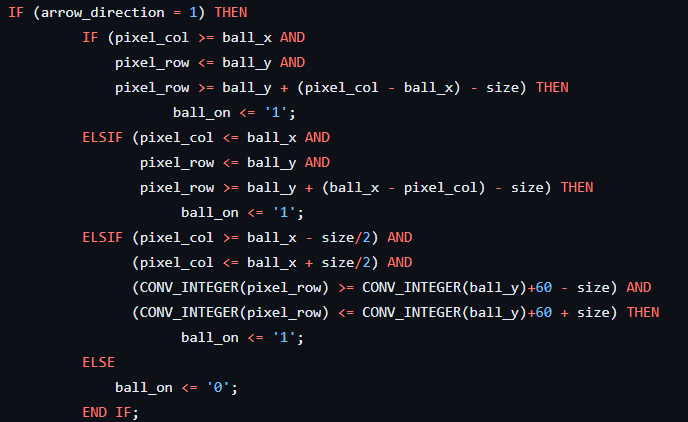 IF (arrow_direction = 1) THEN
IF (pixel_col >= ball_x AND
pixel_row <= ball_y AND
pixel_row >= ball_y + (pixel_col - ball_x) - size) THEN
ball_on <= '1';
ELSIF (pixel_col <= ball_x AND
pixel_row <= ball_y AND
pixel_row >= ball_y + (ball_x - pixel_col) - size) THEN
ball_on <= '1';
ELSIF (pixel_col >= ball_x - size/2) AND
(pixel_col <= ball_x + size/2) AND
(CONV_INTEGER(pixel_row) >= CONV_INTEGER(ball_y)+60 - size) AND
(CONV_INTEGER(pixel_row) <= CONV_INTEGER(ball_y)+60 + size) THEN
ball_on <= '1';
ELSE
ball_on <= '0';
END IF;